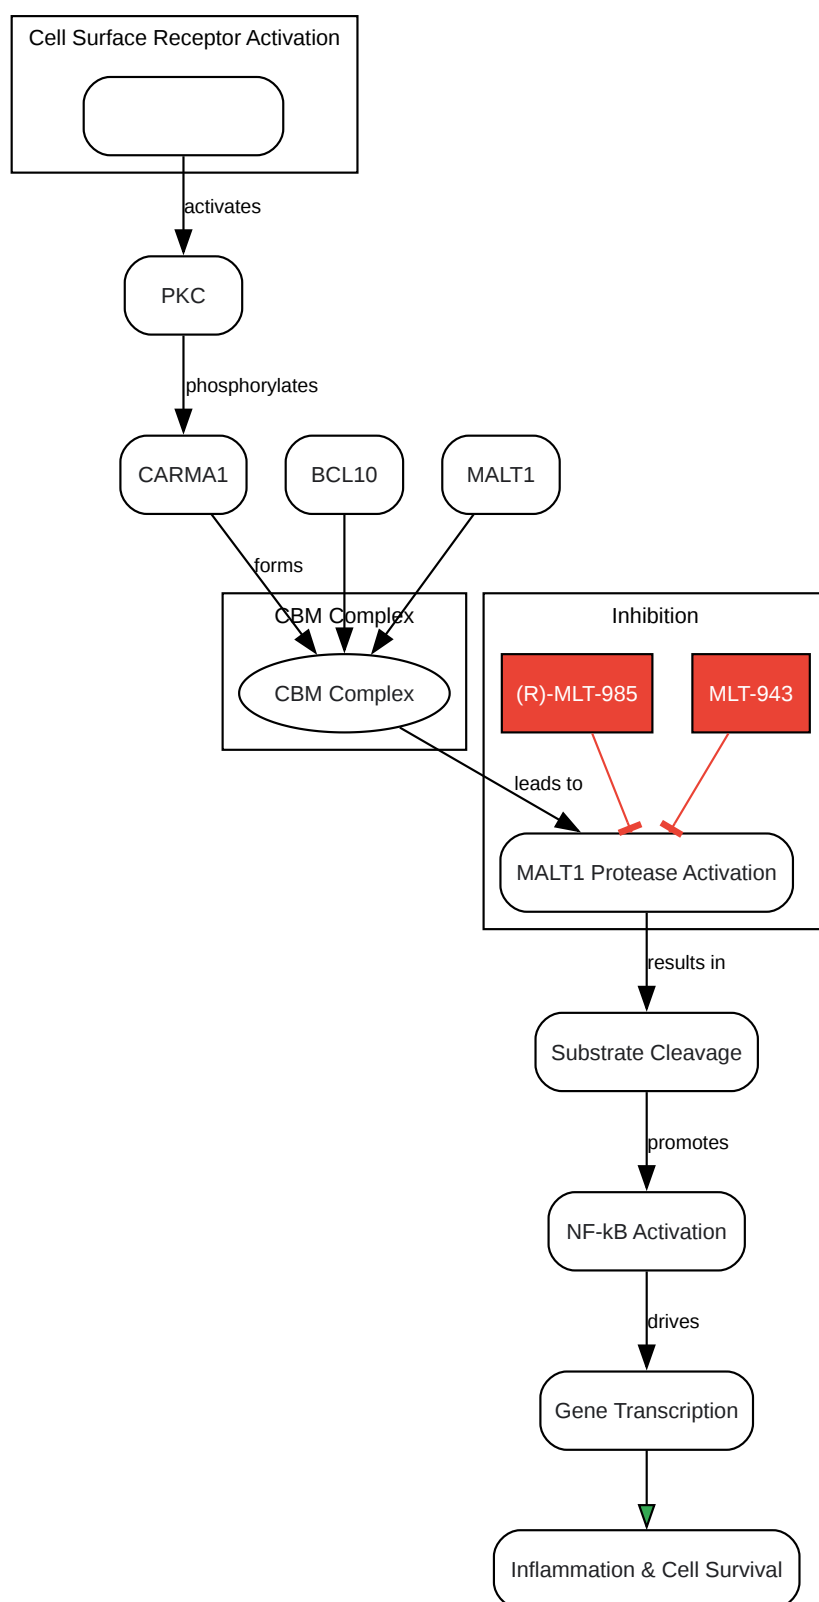 Cell Surface Receptor Activation
activates
PKC
phosphorylates
CARMA1
BCL10
MALT1
forms
CBM Complex
CBM Complex
Inhibition
(R)-MLT-985
MLT-943
leads to
MALT1 Protease Activation
results in
Substrate Cleavage
promotes
NF-kB Activation
drives
Gene Transcription
Inflammation & Cell Survival